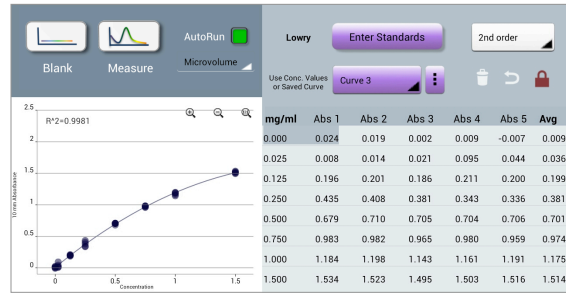 Blank
Measure
AutoRun
Microvolume
Lowry
Enter Standards
2nd order
Use Conc. Values
or Saved Curve
Curve 3
R^2=0.9981
10 mm Absorbance
2.5
2
1.5
1
0.5
0
0 0.5 1 1.5
Concentration
mg/ml Abs 1 Abs 2 Abs 3 Abs 4 Abs 5 Avg
0.000 0.024 0.019 0.002 0.009 -0.007 0.009
0.025 0.008 0.014 0.021 0.095 0.044 0.036
0.125 0.196 0.201 0.186 0.211 0.200 0.199
0.250 0.435 0.408 0.381 0.343 0.336 0.381
0.500 0.679 0.710 0.705 0.704 0.706 0.701
0.750 0.983 0.982 0.965 0.980 0.959 0.974
1.000 1.184 1.198 1.143 1.161 1.191 1.175
1.500 1.534 1.523 1.495 1.503 1.516 1.514